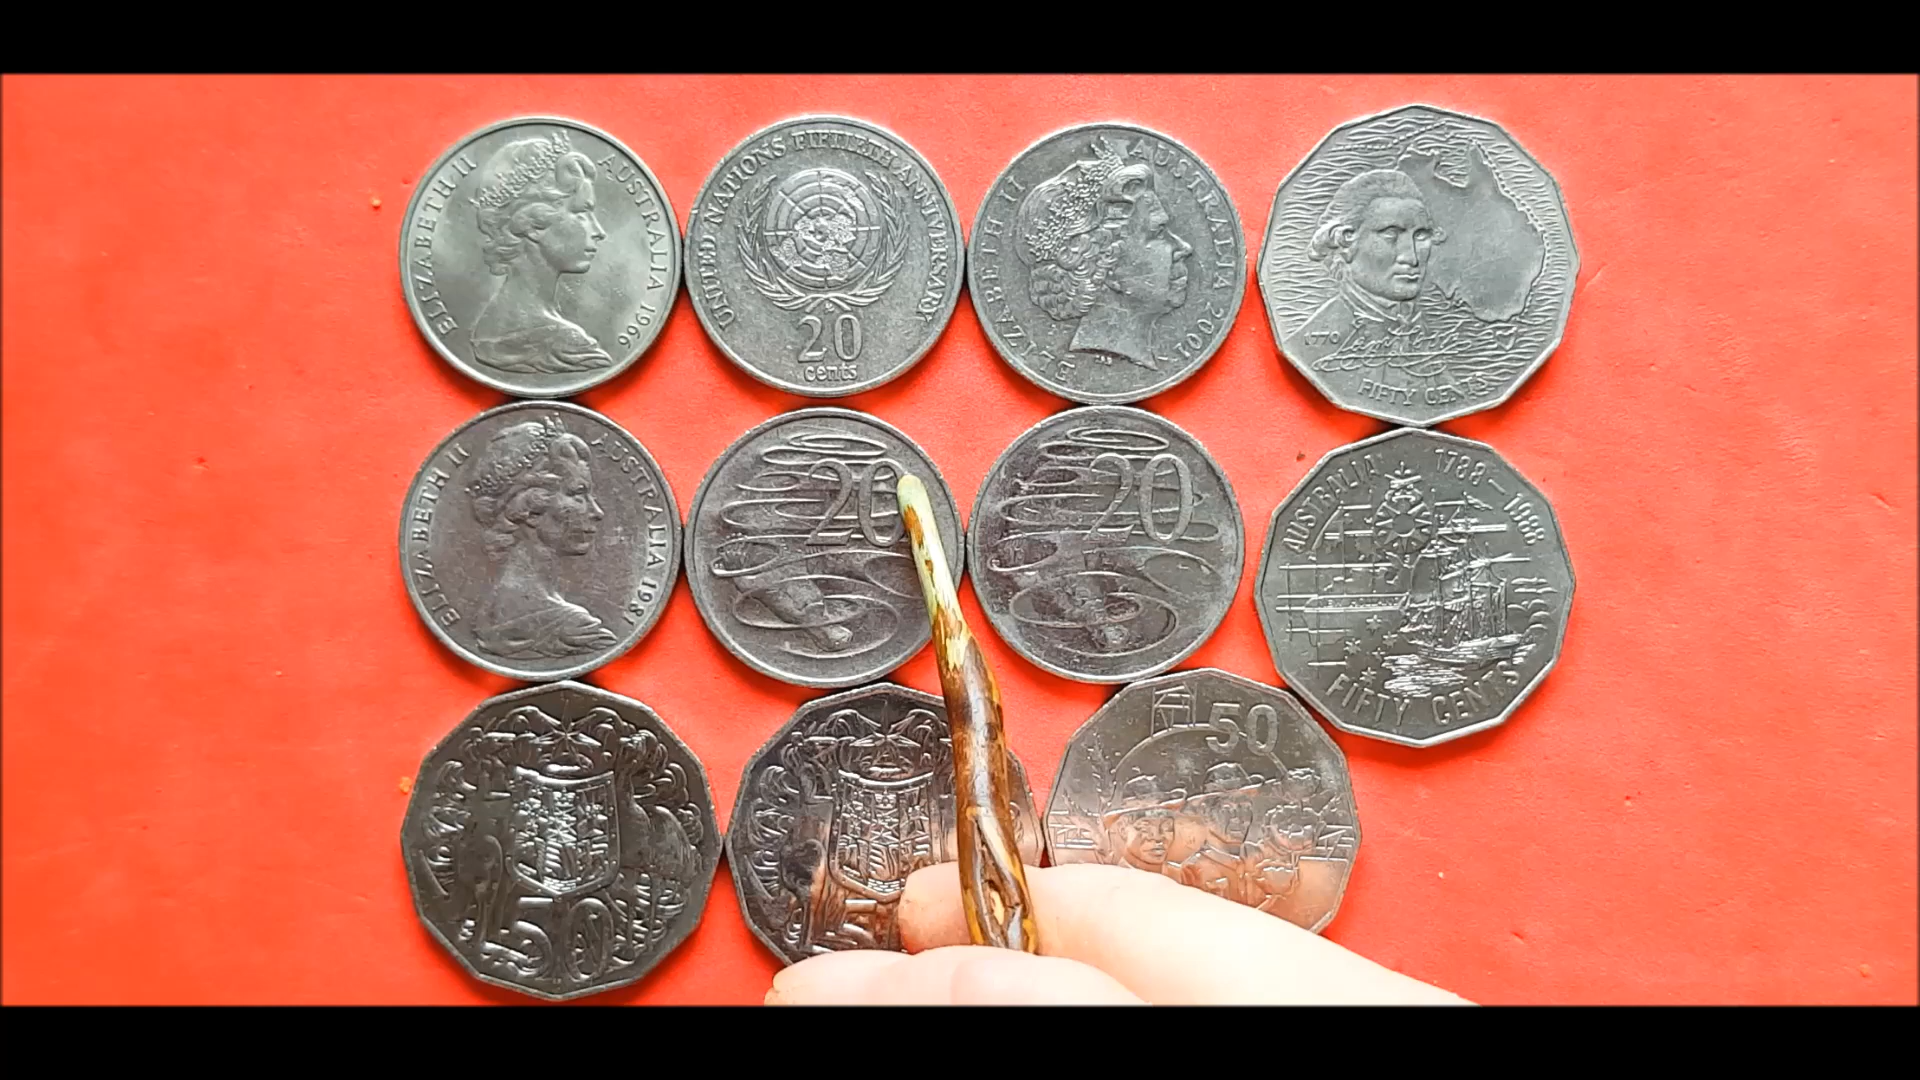 ELIZABETH II AUSTRALIA 1966
UNITED NATIONS FIFTIETH ANNIVERSARY
20
cents
ELIZABETH II AUSTRALIA 2001
1770
FIFTY CENTS
ELIZABETH II AUSTRALIA 1981
20
20
AUSTRALIA 1788-1988
FIFTY CENTS
50
50